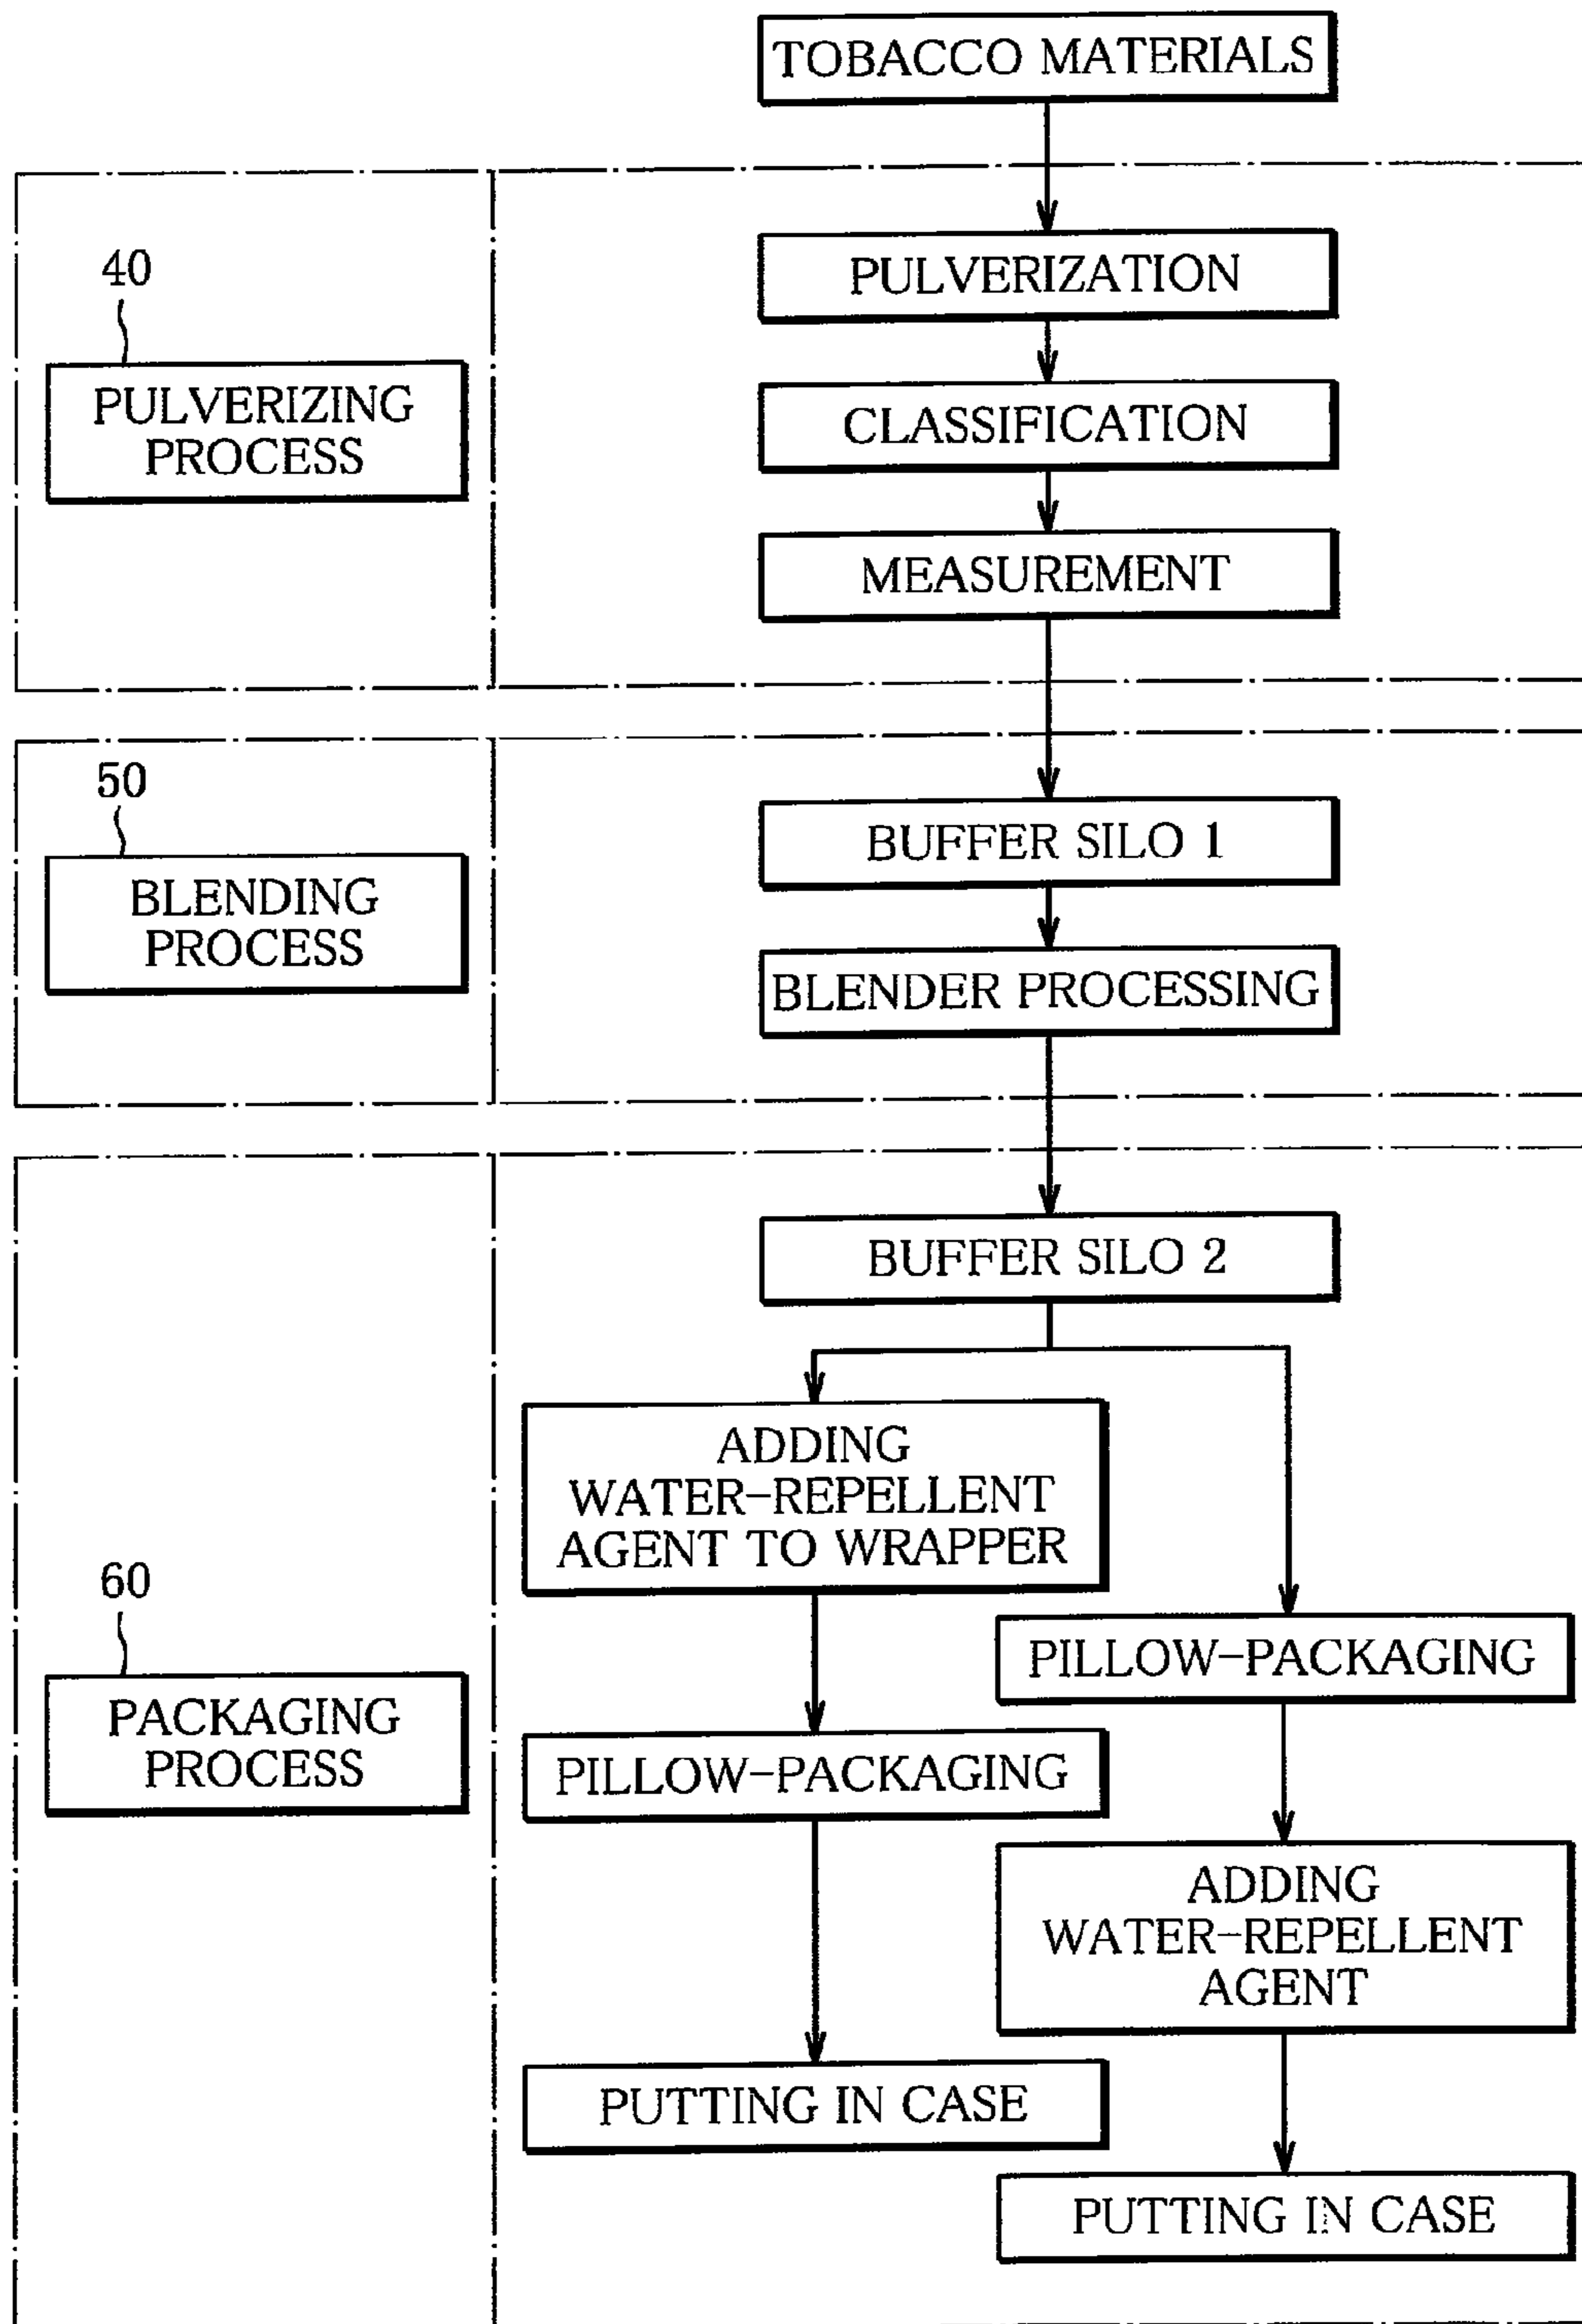 TOBACCO MATERIALS
40
PULVERIZING
PROCESS
PULVERIZATION
CLASSIFICATION
MEASUREMENT
50
BLENDING
PROCESS
BUFFER SILO 1
BLENDER PROCESSING
60
PACKAGING
PROCESS
BUFFER SILO 2
ADDING
WATER-REPELLENT
AGENT TO WRAPPER
PILLOW-PACKAGING
PUTTING IN CASE
PILLOW-PACKAGING
ADDING
WATER-REPELLENT
AGENT
PUTTING IN CASE